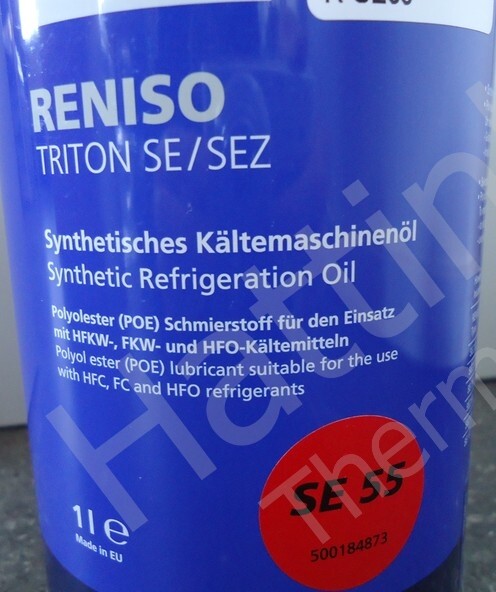 RENISO
TRITON SE/SEZ
Synthetisches Kältemaschinenöl
Synthetic Refrigeration Oil
Polyolester (POE) Schmierstoff für den Einsatz
mit HFKW-, FKW- und HFO-Kältemitteln
Polyol ester (POE) lubricant suitable for the use
with HFC, FC and HFO refrigerants
SE 55
500184873
1l e
Made in EU
Hattin
Therm